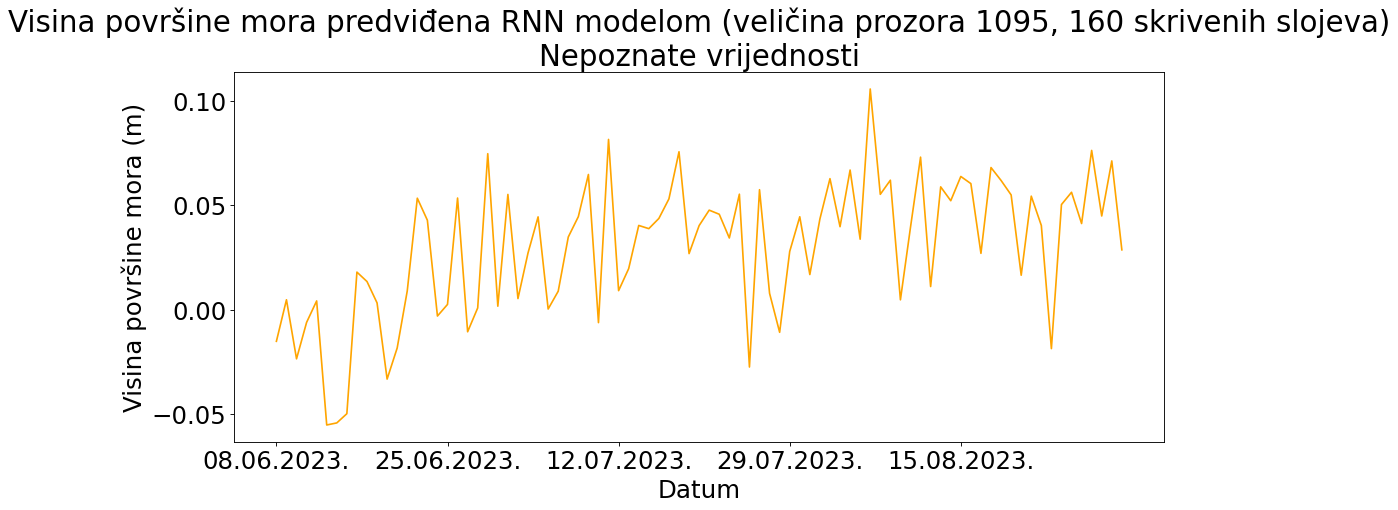 Visina površine mora predviđena RNN modelom (veličina prozora 1095, 160 skrivenih slojeva)
Nepoznate vrijednosti
Visina površine mora (m)
0.10
0.05
0.00
−0.05
08.06.2023. 25.06.2023. 12.07.2023. 29.07.2023. 15.08.2023.
Datum